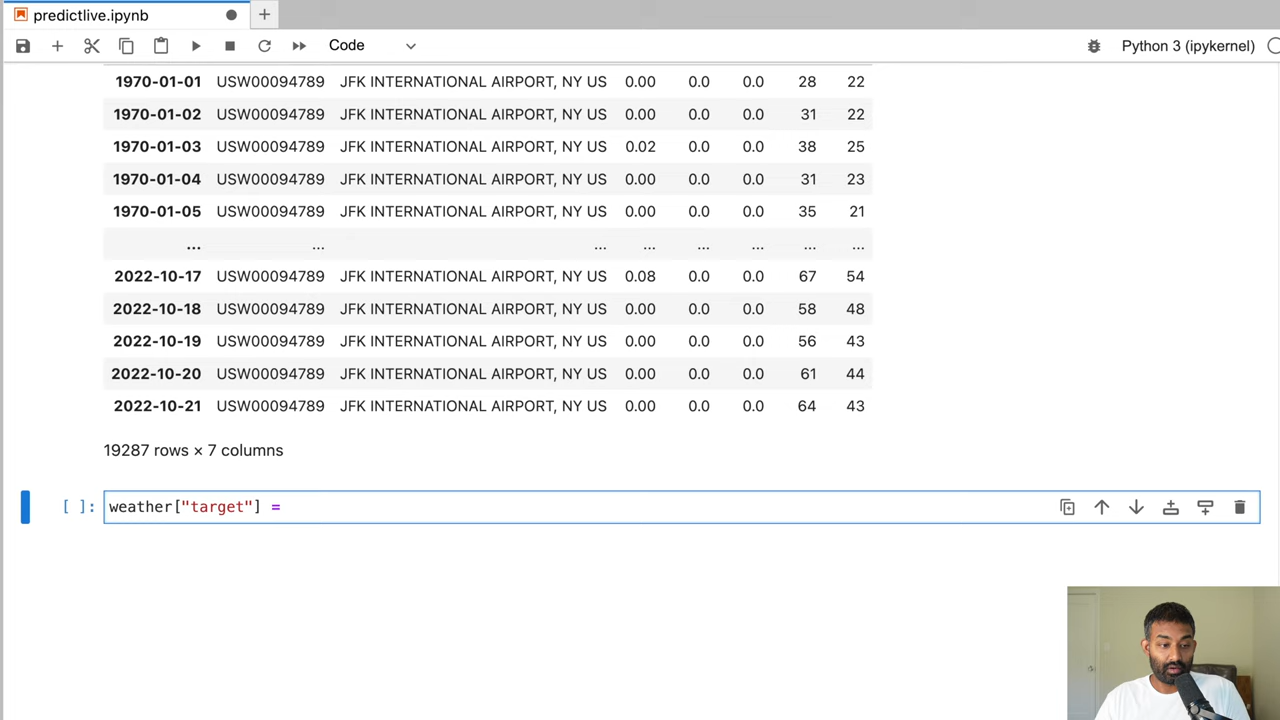 predictlive.ipynb
Code
Python 3 (ipykernel)
1970-01-01 USW00094789 JFK INTERNATIONAL AIRPORT, NY US 0.00 0.0 0.0 28 22
1970-01-02 USW00094789 JFK INTERNATIONAL AIRPORT, NY US 0.00 0.0 0.0 31 22
1970-01-03 USW00094789 JFK INTERNATIONAL AIRPORT, NY US 0.02 0.0 0.0 38 25
1970-01-04 USW00094789 JFK INTERNATIONAL AIRPORT, NY US 0.00 0.0 0.0 31 23
1970-01-05 USW00094789 JFK INTERNATIONAL AIRPORT, NY US 0.00 0.0 0.0 35 21
... ... ... ... ... ... ... ...
2022-10-17 USW00094789 JFK INTERNATIONAL AIRPORT, NY US 0.08 0.0 0.0 67 54
2022-10-18 USW00094789 JFK INTERNATIONAL AIRPORT, NY US 0.00 0.0 0.0 58 48
2022-10-19 USW00094789 JFK INTERNATIONAL AIRPORT, NY US 0.00 0.0 0.0 56 43
2022-10-20 USW00094789 JFK INTERNATIONAL AIRPORT, NY US 0.00 0.0 0.0 61 44
2022-10-21 USW00094789 JFK INTERNATIONAL AIRPORT, NY US 0.00 0.0 0.0 64 43
19287 rows × 7 columns
[ ]: weather["target"] =